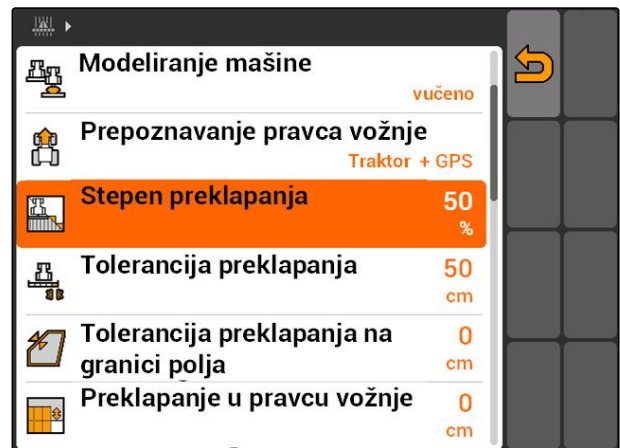 Modeliranje mašine
vučeno
Prepoznavanje pravca vožnje
Traktor + GPS
Stepen preklapanja
50
%
Tolerancija preklapanja
50
cm
Tolerancija preklapanja na
granici polja
0
cm
Preklapanje u pravcu vožnje
0
cm